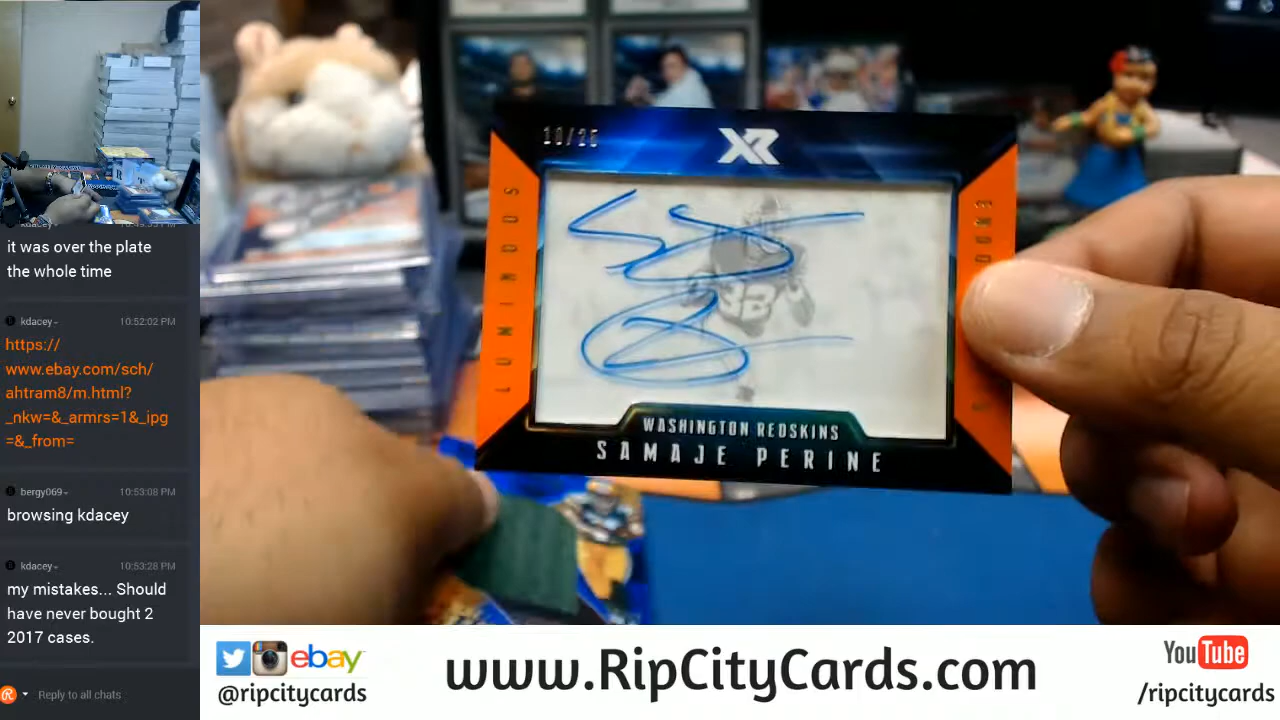 it was over the plate
the whole time
kdacey
10:52:02 PM
https://
www.ebay.com/sch/
ahtram8/m.html?
_nkw=&_armrs=1&_ipg
=&_from=
bergy069
10:53:08 PM
browsing kdacey
kdacey
10:53:28 PM
my mistakes... Should
have never bought 2
2017 cases.
Reply to all chats
10/25
XR
LUMINOUS
WASHINGTON REDSKINS
SAMAJE PERINE
ebay
@ripcitycards
www.RipCityCards.com
YouTube
/ripcitycards